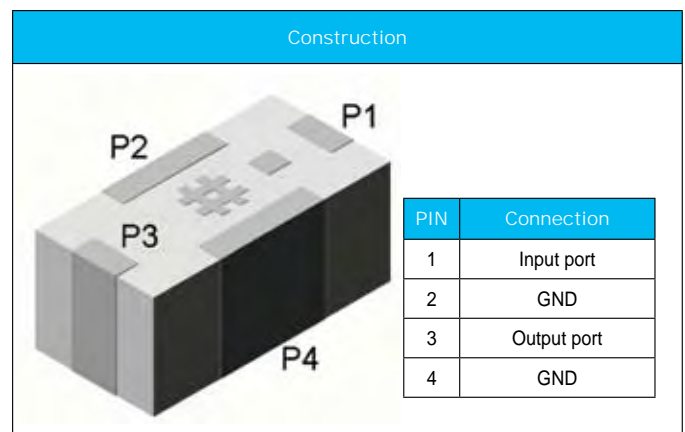 Construction
P1
P2
P3
P4
PIN Connection
1 Input port
2 GND
3 Output port
4 GND